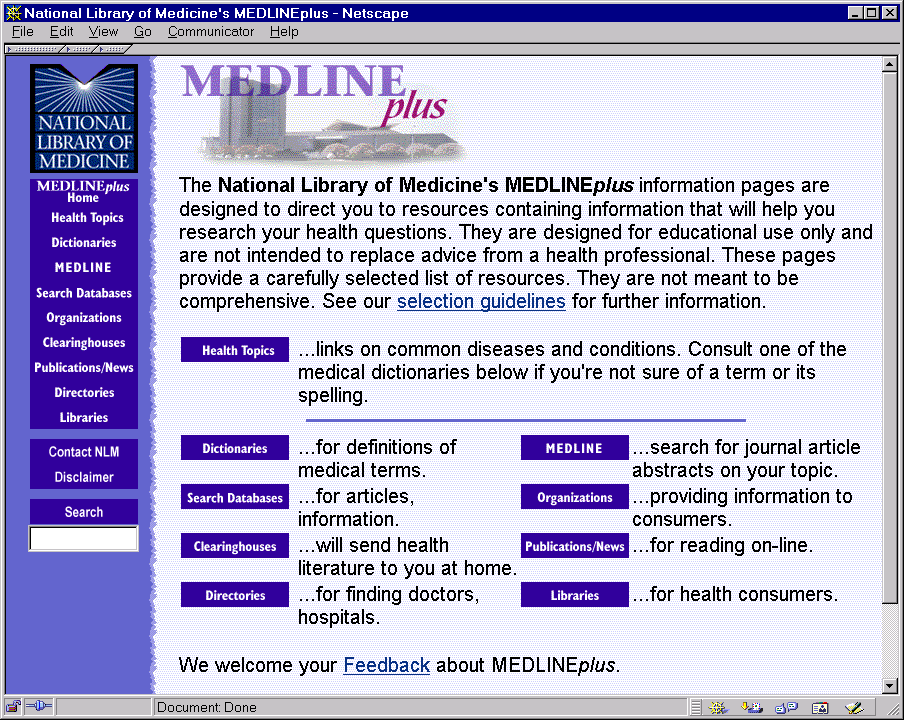 National Library of Medicine's MEDLINEplus - Netscape
File Edit View Go Communicator Help
NATIONAL
LIBRARY OF
MEDICINE
MEDLINEplus
Home
Health Topics
Dictionaries
MEDLINE
Search Databases
Organizations
Clearinghouses
Publications/News
Directories
Libraries
Contact NLM
Disclaimer
Search
MEDLINE
plus
The National Library of Medicine's MEDLINEplus information pages are
designed to direct you to resources containing information that will help you
research your health questions. They are designed for educational use only and
are not intended to replace advice from a health professional. These pages
provide a carefully selected list of resources. They are not meant to be
comprehensive. See our selection guidelines for further information.
Health Topics ...links on common diseases and conditions. Consult one of the
medical dictionaries below if you're not sure of a term or its
spelling.
Dictionaries ...for definitions of
medical terms.
MEDLINE ...search for journal article
abstracts on your topic.
Search Databases ...for articles,
information.
Organizations ...providing information to
consumers.
Clearinghouses ...will send health
literature to you at home.
Publications/News ...for reading on-line.
Directories ...for finding doctors,
hospitals.
Libraries ...for health consumers.
We welcome your Feedback about MEDLINEplus.
Document: Done